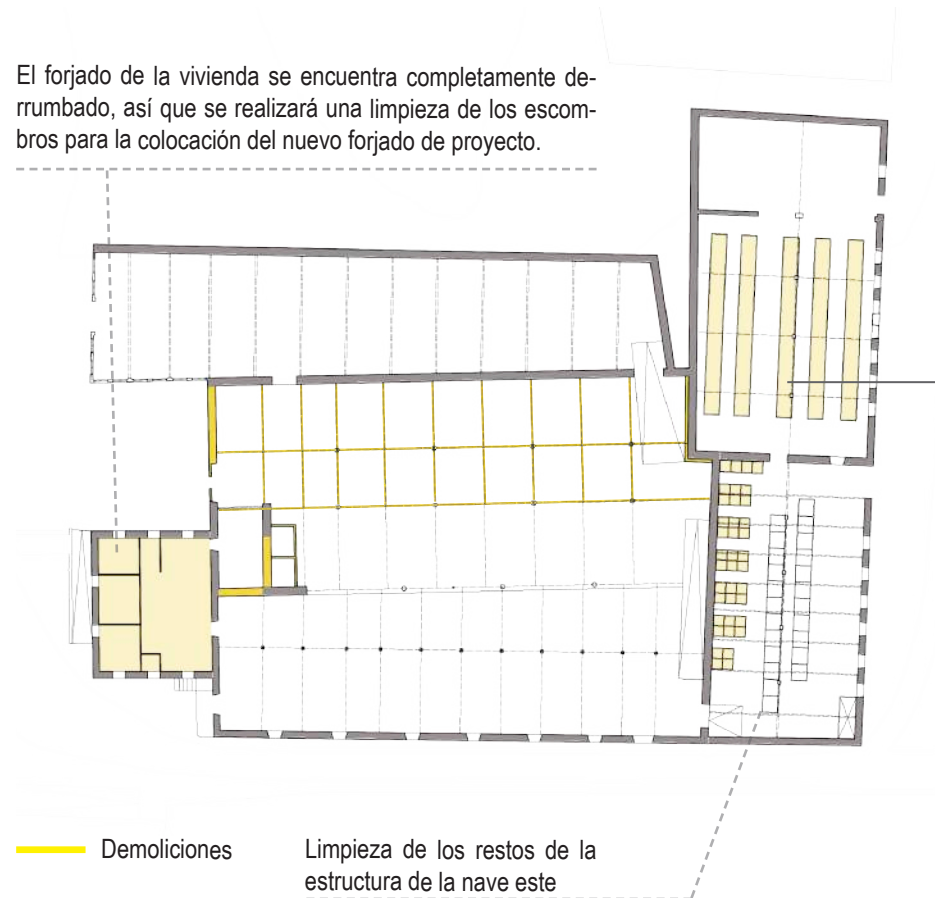 El forjado de la vivienda se encuentra completamente de-
rrumbado, así que se realizará una limpieza de los escom-
bros para la colocación del nuevo forjado de proyecto.
Demoliciones
Limpieza de los restos de la
estructura de la nave este